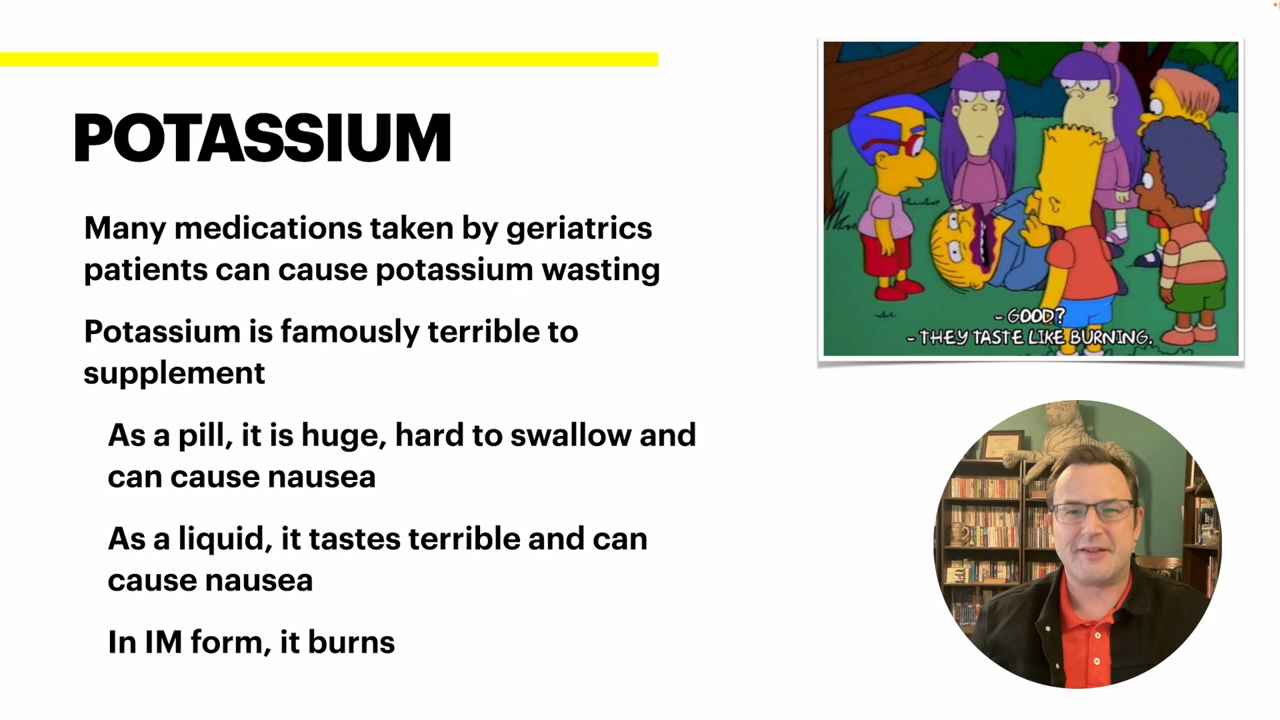 POTASSIUM
Many medications taken by geriatrics
patients can cause potassium wasting
Potassium is famously terrible to
supplement
As a pill, it is huge, hard to swallow and
can cause nausea
As a liquid, it tastes terrible and can
cause nausea
In IM form, it burns
- GOOD?
- THEY TASTE LIKE BURNING.